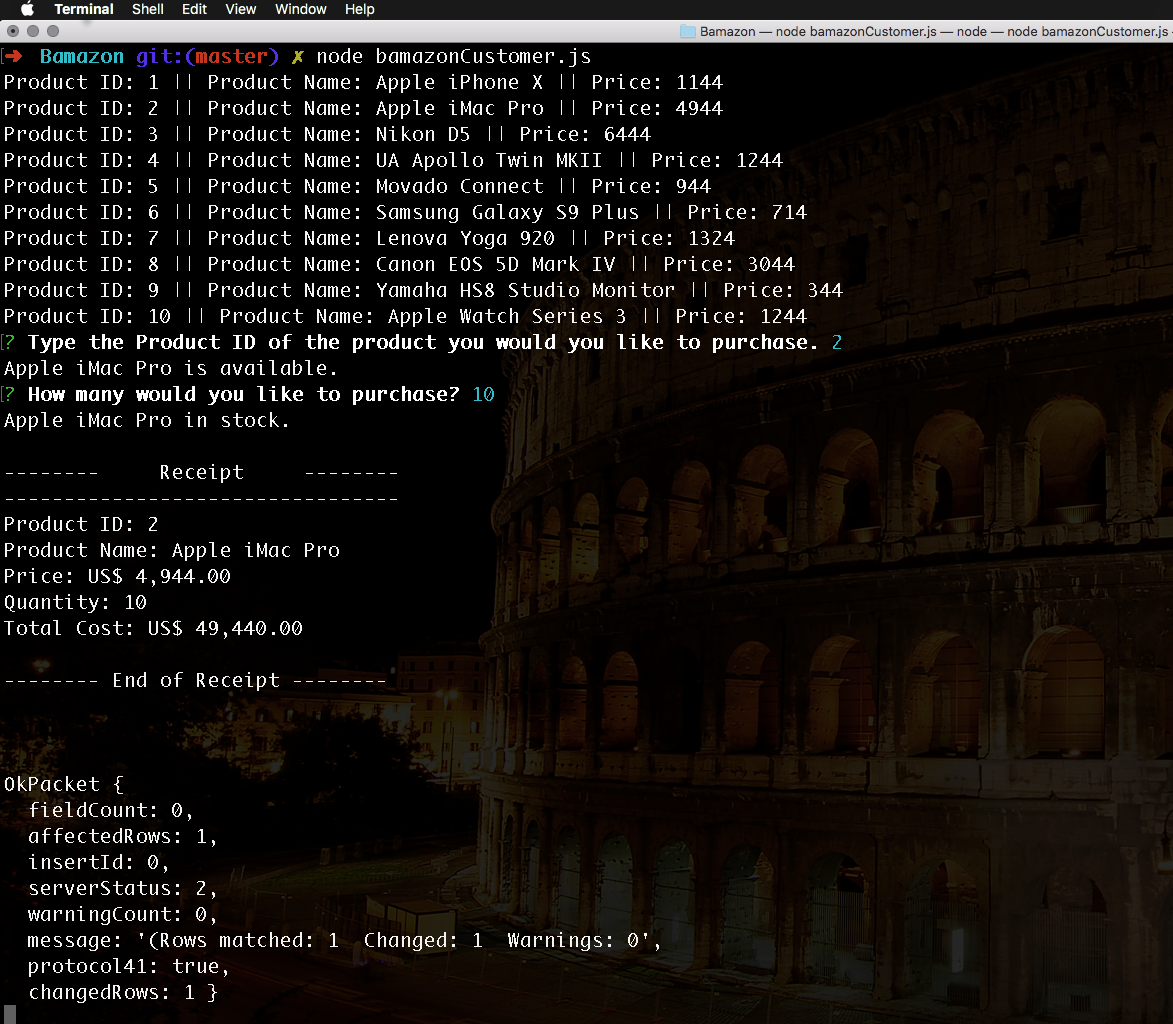 Terminal Shell Edit View Window Help
Bamazon — node bamazonCustomer.js — node — node bamazonCustomer.js
➜ Bamazon git:(master) ✗ node bamazonCustomer.js
Product ID: 1 || Product Name: Apple iPhone X || Price: 1144
Product ID: 2 || Product Name: Apple iMac Pro || Price: 4944
Product ID: 3 || Product Name: Nikon D5 || Price: 6444
Product ID: 4 || Product Name: UA Apollo Twin MKII || Price: 1244
Product ID: 5 || Product Name: Movado Connect || Price: 944
Product ID: 6 || Product Name: Samsung Galaxy S9 Plus || Price: 714
Product ID: 7 || Product Name: Lenova Yoga 920 || Price: 1324
Product ID: 8 || Product Name: Canon EOS 5D Mark IV || Price: 3044
Product ID: 9 || Product Name: Yamaha HS8 Studio Monitor || Price: 344
Product ID: 10 || Product Name: Apple Watch Series 3 || Price: 1244
? Type the Product ID of the product you would you like to purchase. 2
Apple iMac Pro is available.
? How many would you like to purchase? 10
Apple iMac Pro in stock.
-------- Receipt --------
---------------------------------
Product ID: 2
Product Name: Apple iMac Pro
Price: US$ 4,944.00
Quantity: 10
Total Cost: US$ 49,440.00
-------- End of Receipt --------
OkPacket {
fieldCount: 0,
affectedRows: 1,
insertId: 0,
serverStatus: 2,
warningCount: 0,
message: '(Rows matched: 1  Changed: 1  Warnings: 0',
protocol41: true,
changedRows: 1 }